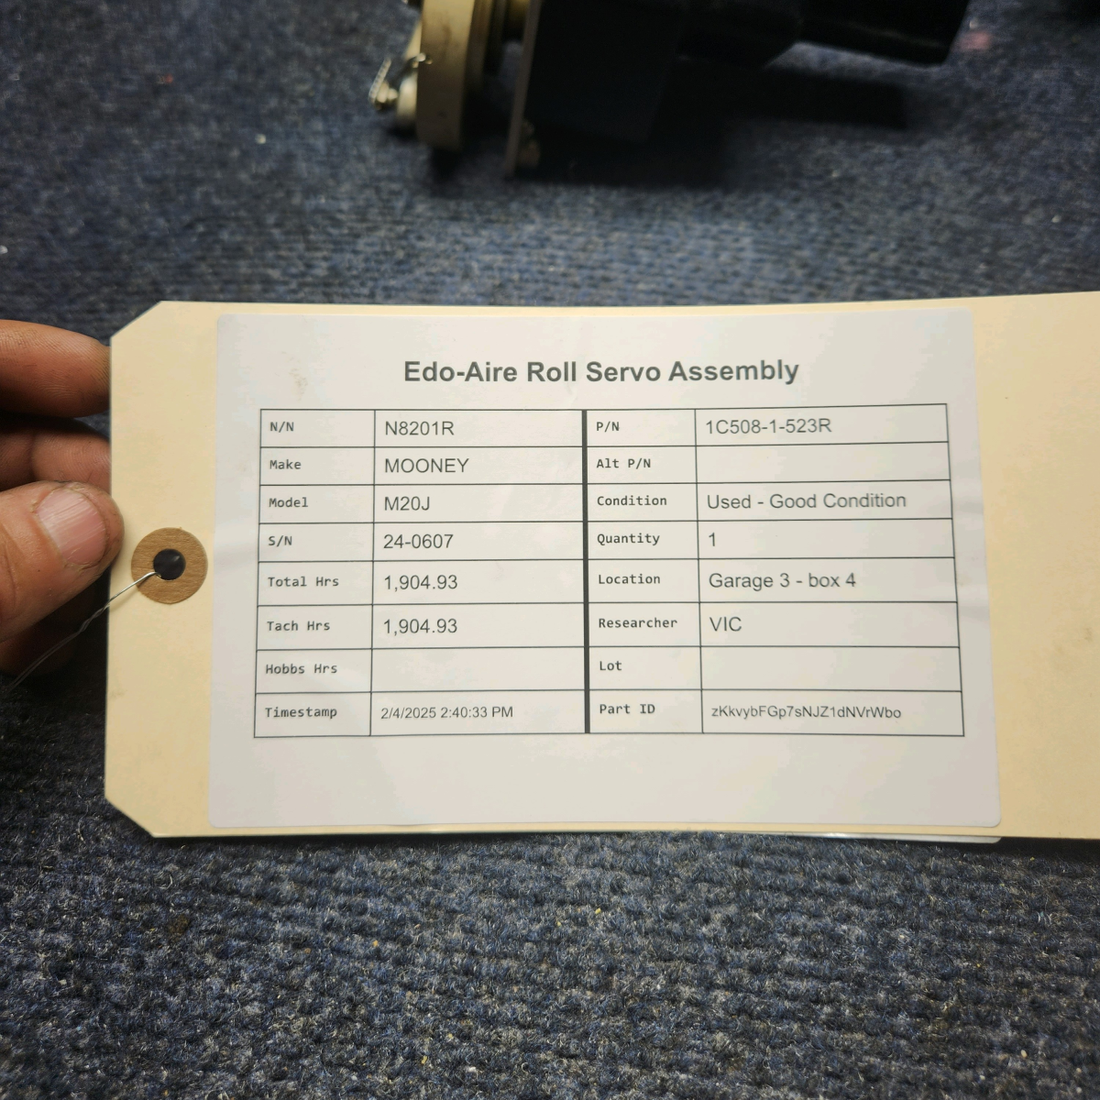 Edo-Aire Roll Servo Assembly
N/N N8201R P/N 1C508-1-523R
Make MOONEY Alt P/N
Model M20J Condition Used - Good Condition
S/N 24-0607 Quantity 1
Total Hrs 1,904.93 Location Garage 3 - box 4
Tach Hrs 1,904.93 Researcher VIC
Hobbs Hrs Lot
Timestamp 2/4/2025 2:40:33 PM Part ID zKkvybFGp7sNJZ1dNVrWbo